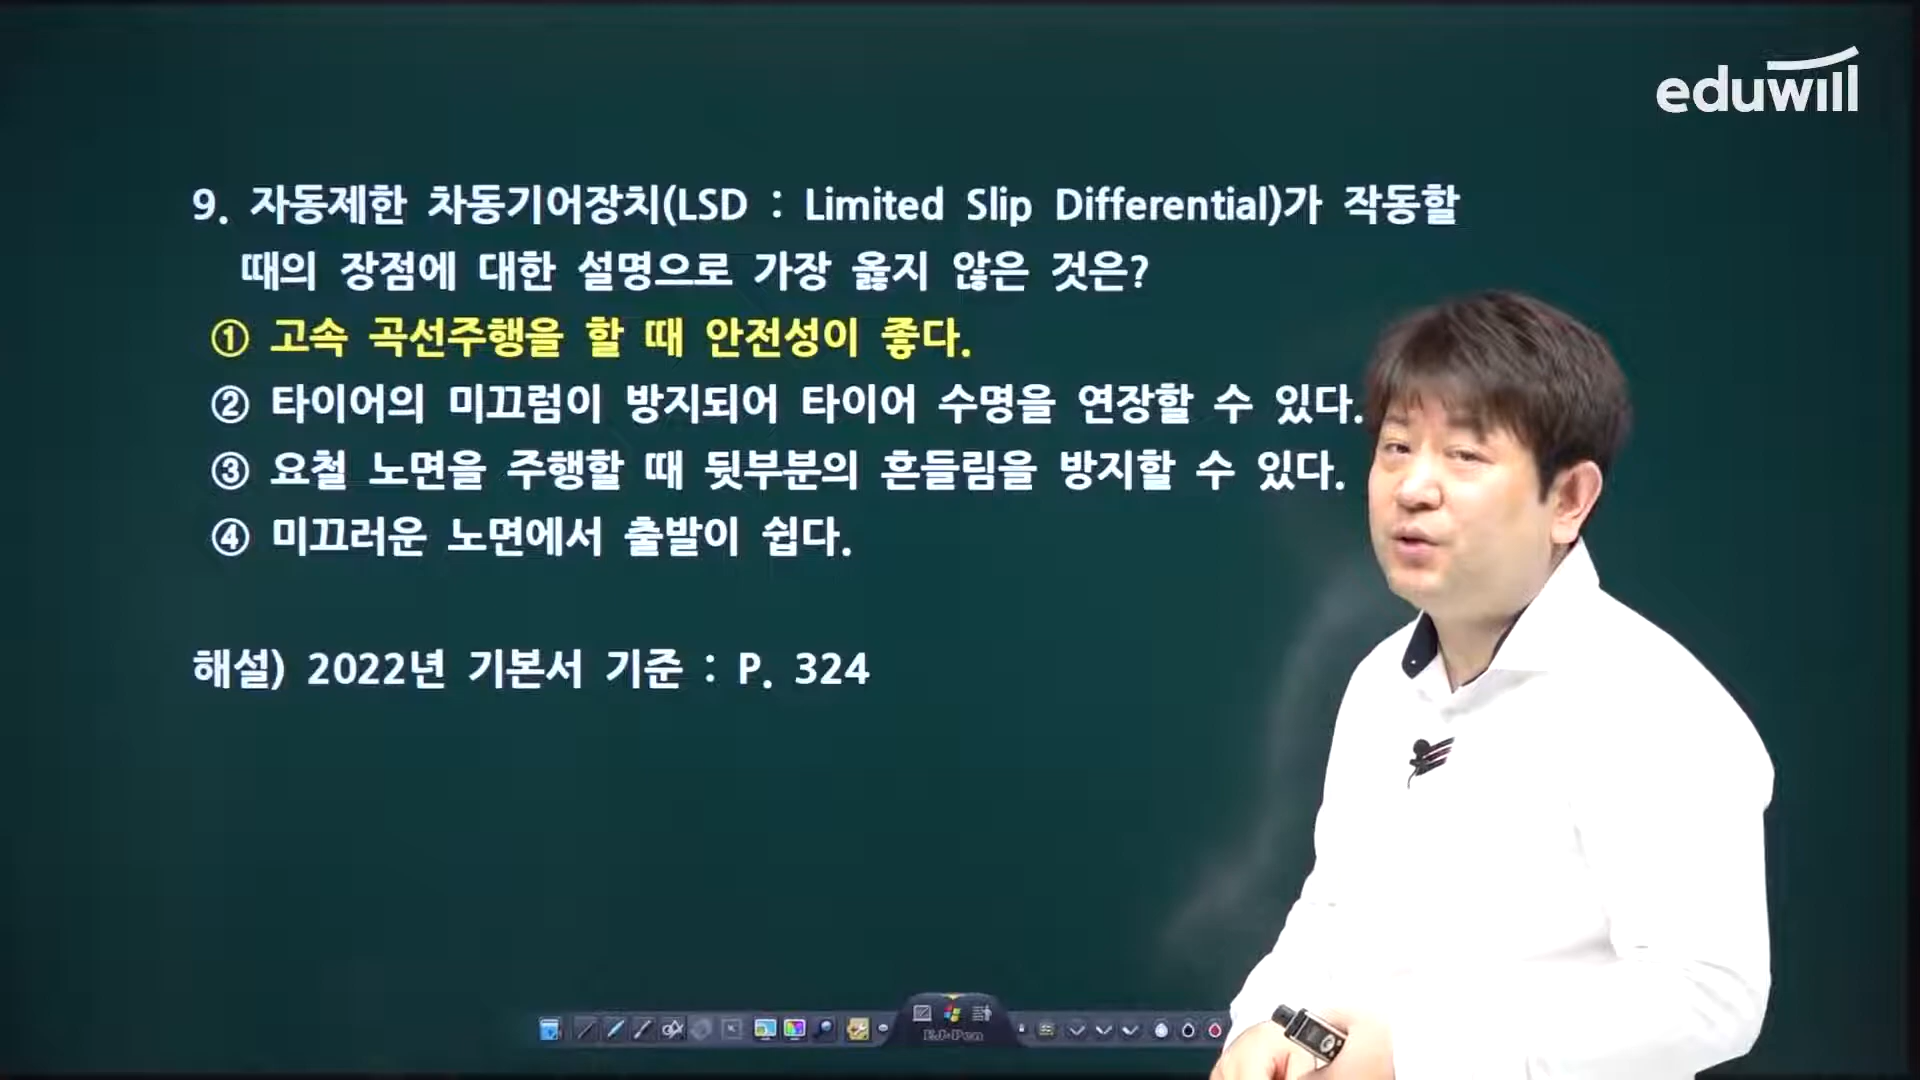 eduwill
9. 자동제한 차동기어장치(LSD : Limited Slip Differential)가 작동할
때의 장점에 대한 설명으로 가장 옳지 않은 것은?
① 고속 곡선주행을 할 때 안전성이 좋다.
② 타이어의 미끄럼이 방지되어 타이어 수명을 연장할 수 있다.
③ 요철 노면을 주행할 때 뒷부분의 흔들림을 방지할 수 있다.
④ 미끄러운 노면에서 출발이 쉽다.
해설) 2022년 기본서 기준 : P. 324